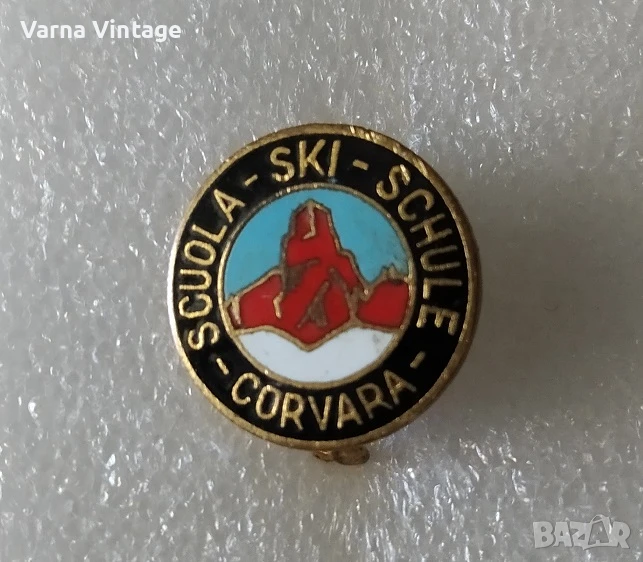 Varna Vintage
SCUOLA - SKI - SCHULE -
CORVARA -
BAZAR